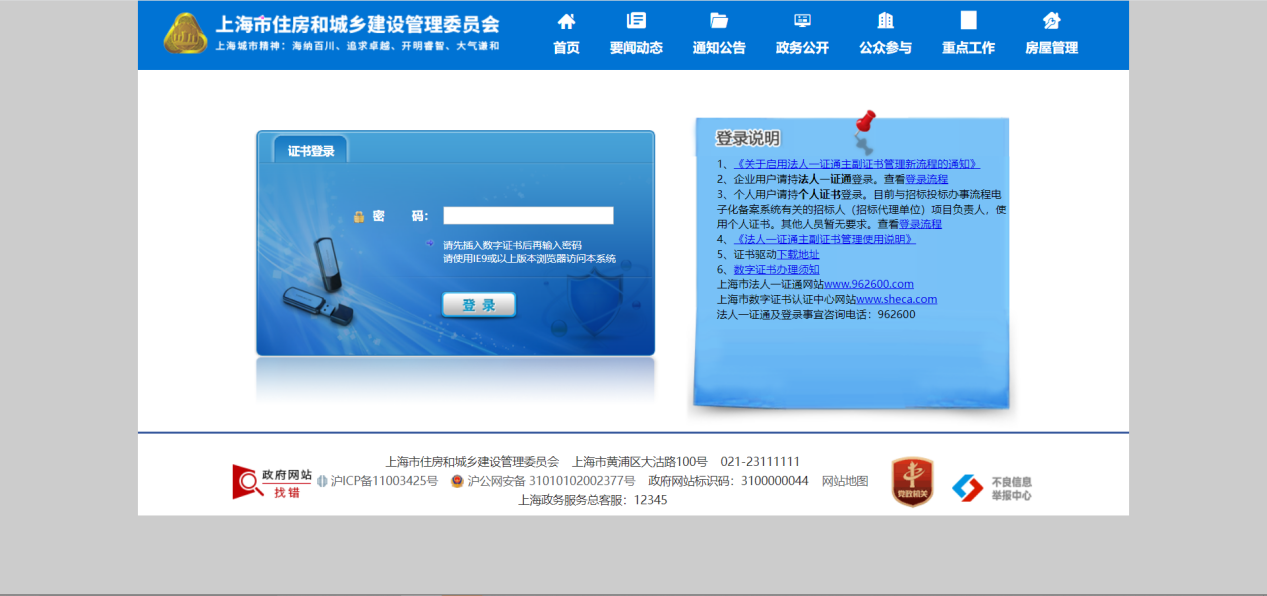 上海市住房和城乡建设管理委员会
上海城市精神：海纳百川、追求卓越、开明睿智、大气谦和
首页 要闻动态 通知公告 政务公开 公众参与 重点工作 房屋管理
证书登录
密 码：
请先插入数字证书后再输入密码
请使用IE9或以上版本浏览器访问本系统
登 录
登录说明
1、《关于启用法人一证通主副证书管理新流程的通知》
2、企业用户请持法人一证通登录。查看登录流程
3、个人用户请持个人证书登录。目前与招标投标办事流程电
子化备案系统有关的招标人（招标代理单位）项目负责人，使
用个人证书。其他人员暂无要求。查看登录流程
4、《法人一证通主副证书管理使用说明》
5、证书驱动下载地址
6、数字证书办理须知
上海市法人一证通网站www.962600.com
上海市数字证书认证中心网站www.sheca.com
法人一证通及登录事宜咨询电话：962600
政府网站
找错
上海市住房和城乡建设管理委员会 上海市黄浦区大沽路100号 021-23111111
沪ICP备11003425号 沪公网安备 31010102002377号 政府网站标识码：3100000044 网站地图
上海政务服务总客服：12345
党政机关
不良信息
举报中心